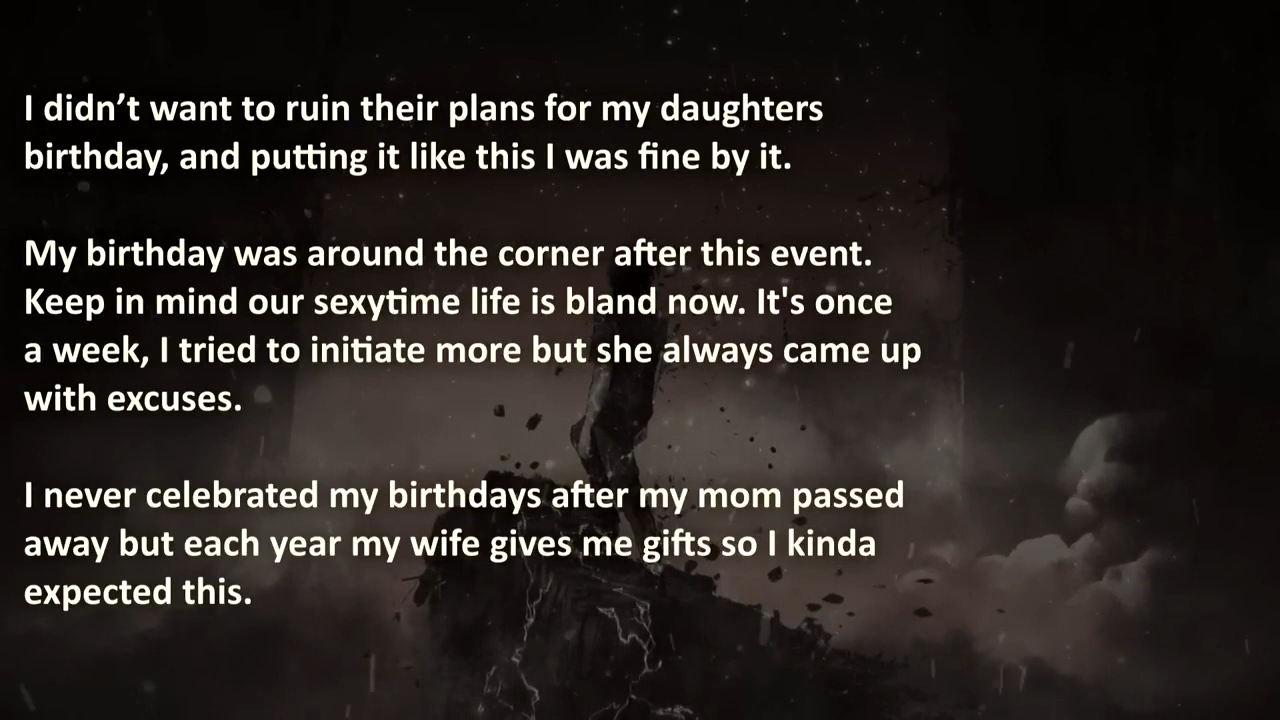 I didn’t want to ruin their plans for my daughters
birthday, and putting it like this I was fine by it.
My birthday was around the corner after this event.
Keep in mind our sexytime life is bland now. It's once
a week, I tried to initiate more but she always came up
with excuses.
I never celebrated my birthdays after my mom passed
away but each year my wife gives me gifts so I kinda
expected this.